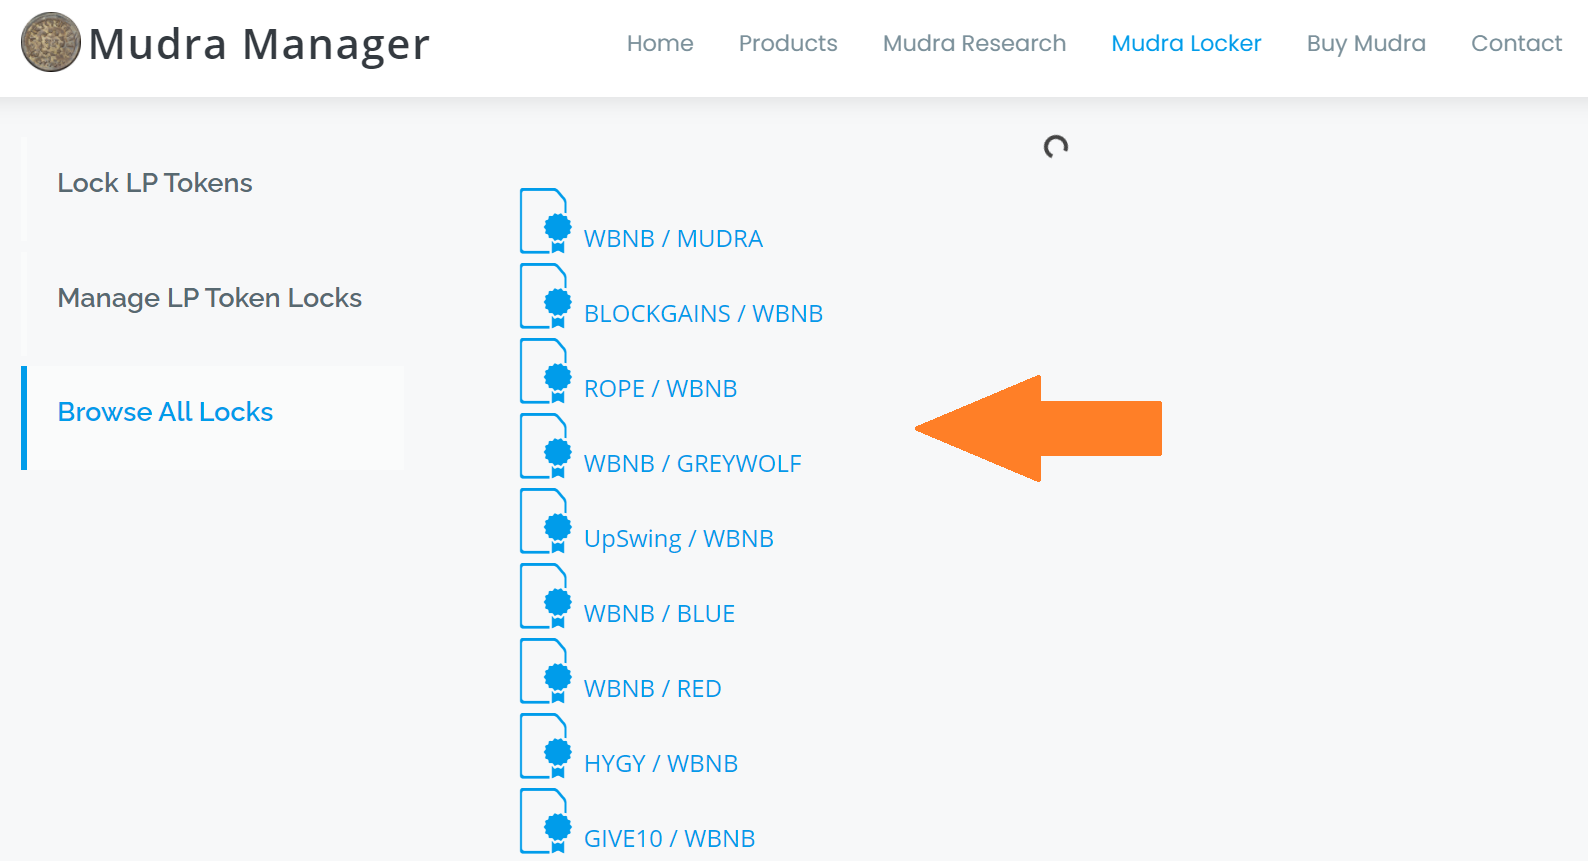 Mudra Manager
Home Products Mudra Research Mudra Locker Buy Mudra Contact
Lock LP Tokens
Manage LP Token Locks
Browse All Locks
WBNB / MUDRA
BLOCKGAINS / WBNB
ROPE / WBNB
WBNB / GREYWOLF
UpSwing / WBNB
WBNB / BLUE
WBNB / RED
HYGY / WBNB
GIVE10 / WBNB